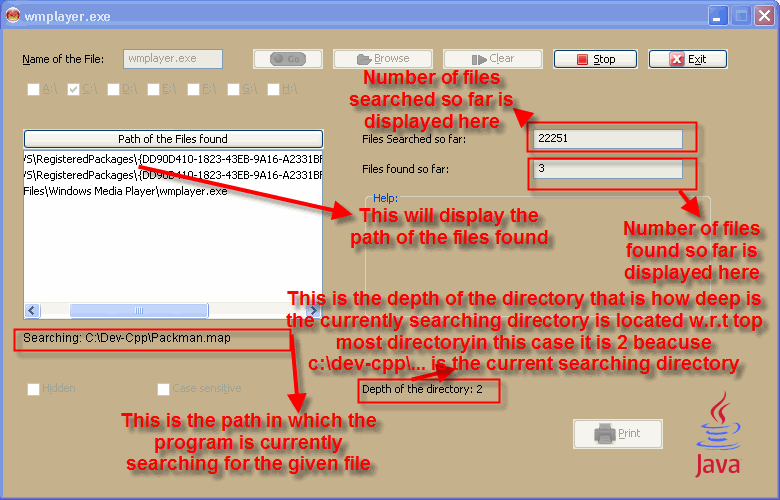 wmplayer.exe
Name of the File: wmplayer.exe Go Browse Clear Stop Exit
A:\ C:\ D:\ E:\ F:\ G:\ H:\
Number of files
searched so far is
displayed here
Path of the Files found
Files Searched so far: 22251
VS\RegisteredPackages\{DD90D410-1823-43EB-9A16-A2331BF
VS\RegisteredPackages\{DD90D410-1823-43EB-9A16-A2331BF
Files\Windows Media Player\wmplayer.exe
Files found so far: 3
Help:
This will display the
path of the files found
Number of files
found so far is
displayed here
This is the depth of the directory that is how deep is
the currently searching directory is located w.r.t top
most directoryin this case it is 2 beacuse
c:\dev-cpp\... is the current searching directory
Searching: C:\Dev-Cpp\Packman.map
Hidden Case sensitive
Depth of the directory: 2
This is the path in which the
program is currently
searching for the given file
Print
Java